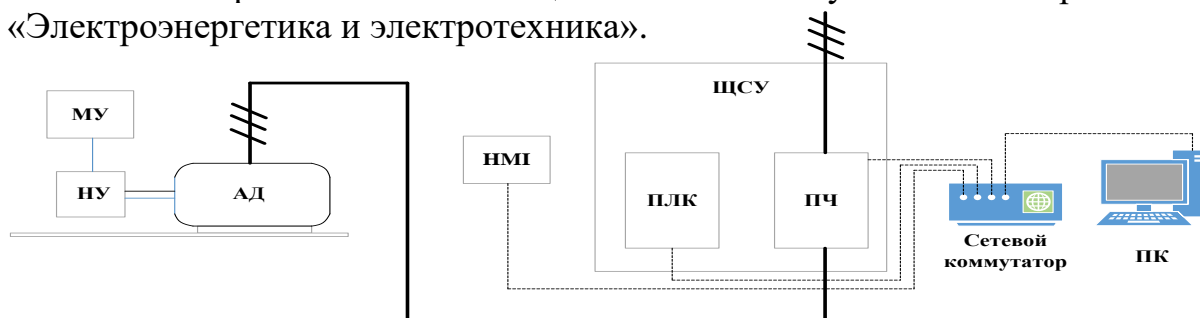 «Электроэнергетика и электротехника».
ЩСУ
МУ
HMI
НУ
АД
ПЛК
ПЧ
Сетевой
коммутатор
ПК